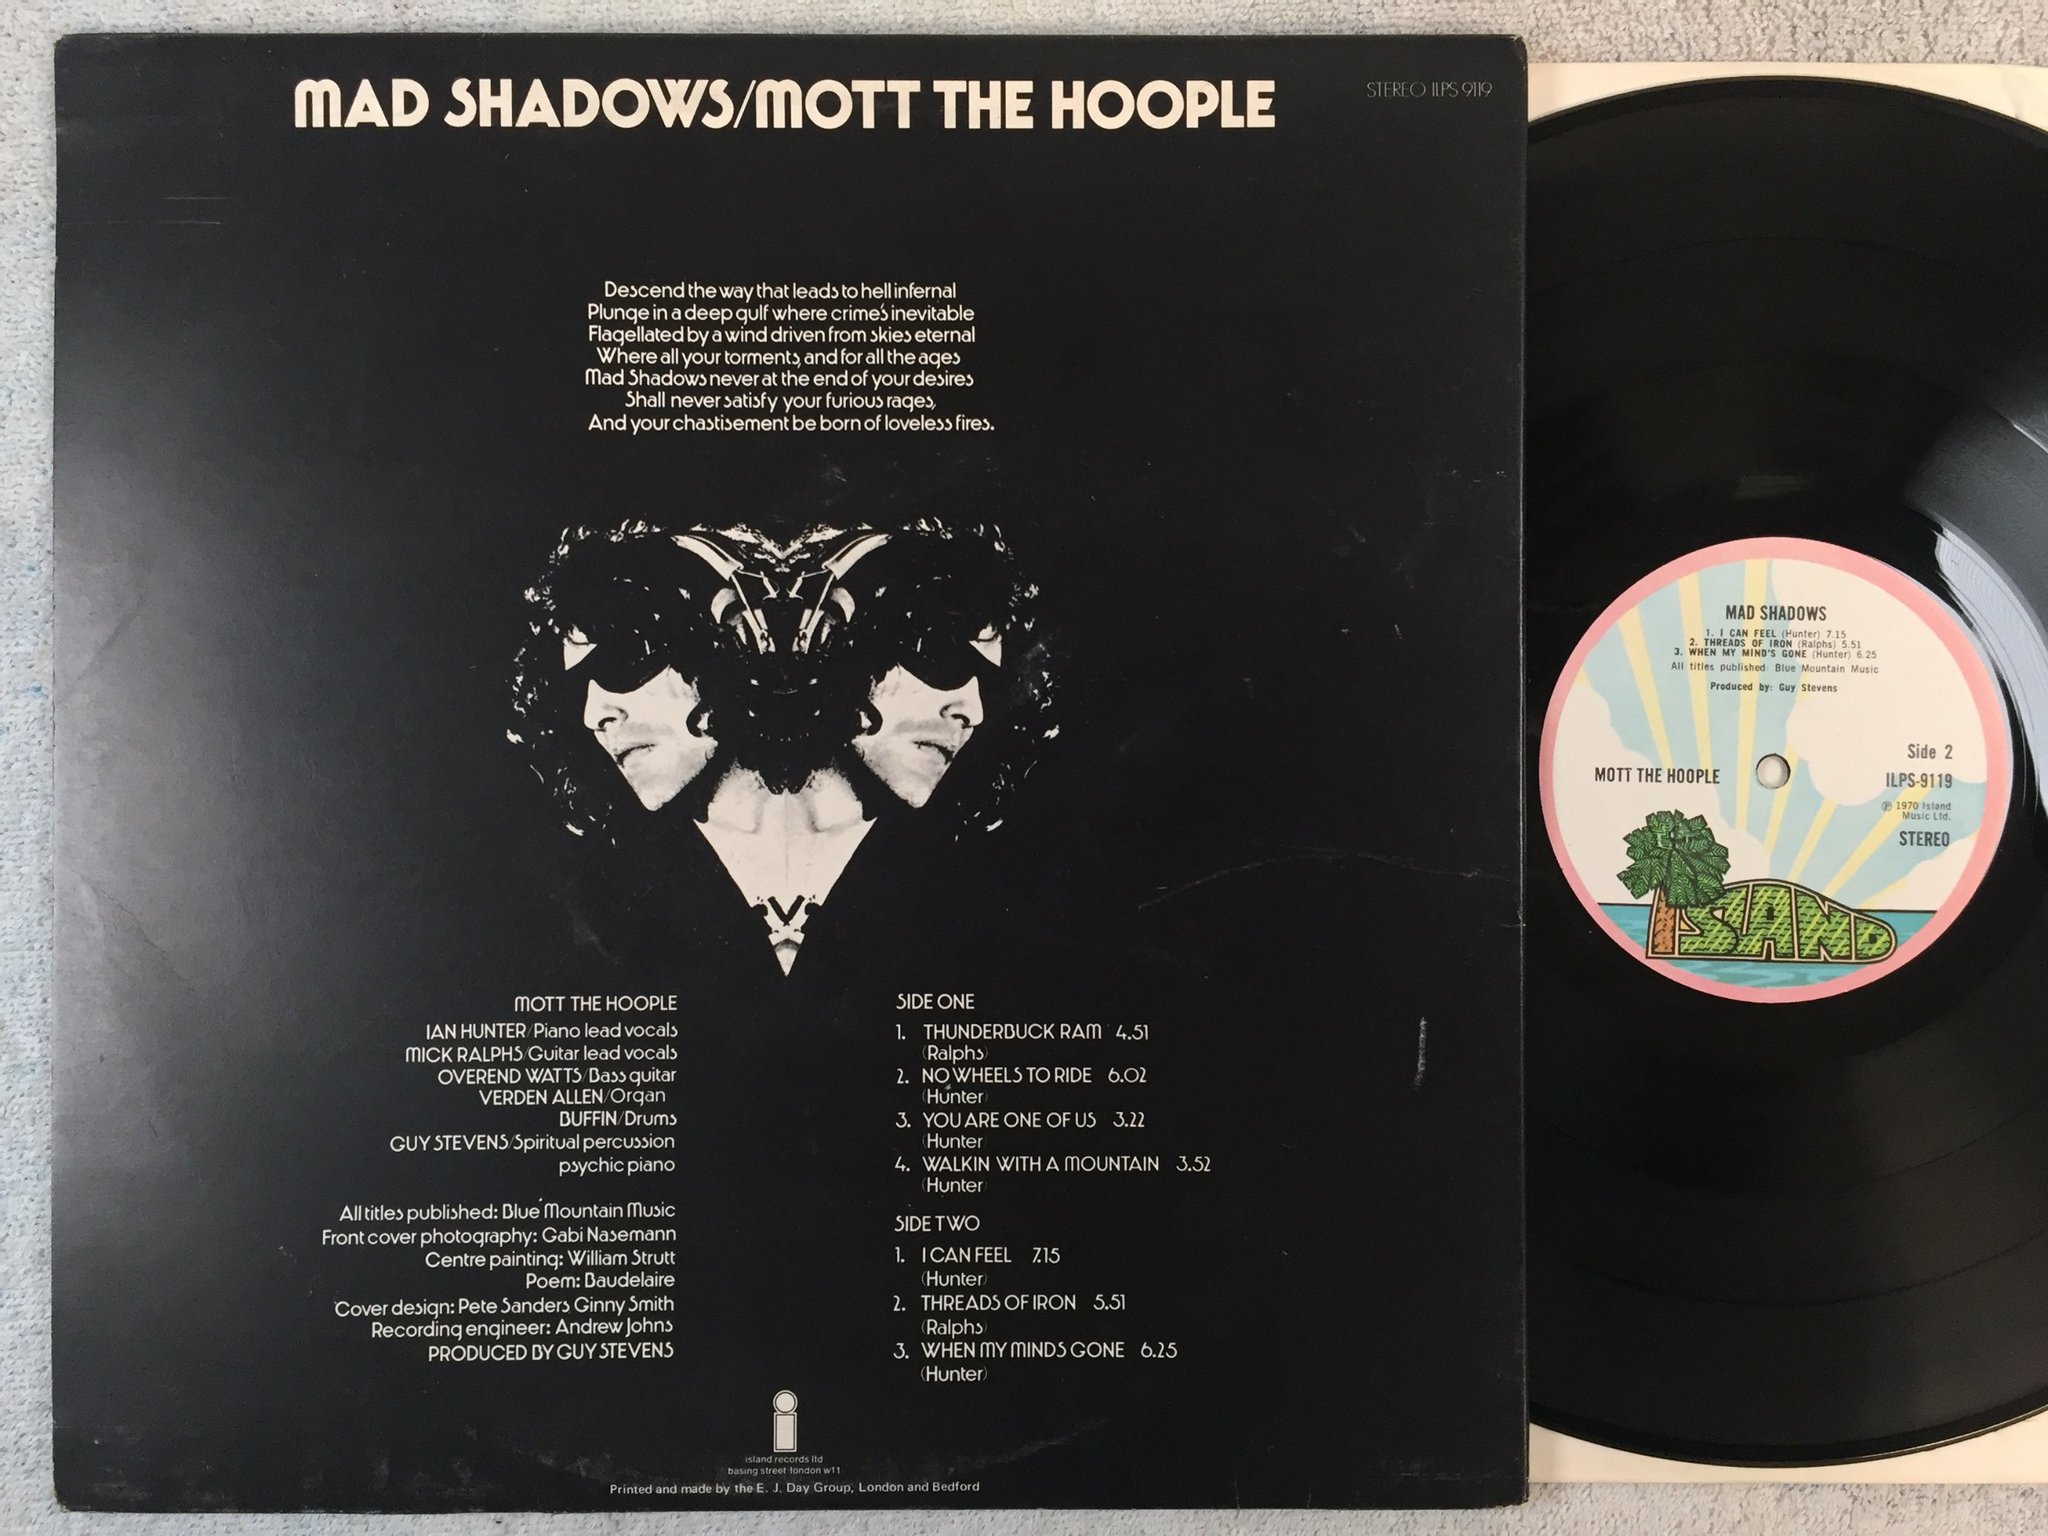 MAD SHADOWS/MOTT THE HOOPLE
STEREO ILPS 9119
Descend the way that leads to hell infernal
Plunge in a deep gulf where crime's inevitable
Flagellated by a wind driven from skies eternal
Where all your torments, and for all the ages
Mad Shadows never at the end of your desires
Shall never satisfy your furious rages,
And your chastisement be born of loveless fires.
MOTT THE HOOPLE
IAN HUNTER/Piano lead vocals
MICK RALPHS/Guitar lead vocals
OVEREND WATTS/Bass guitar
VERDEN ALLEN/Organ
BUFFIN/Drums
GUY STEVENS/Spiritual percussion
psychic piano
All titles published: Blue Mountain Music
Front cover photography: Gabi Nasemann
Centre painting: William Strutt
Poem: Baudelaire
Cover design: Pete Sanders Ginny Smith
Recording engineer: Andrew Johns
PRODUCED BY GUY STEVENS
SIDE ONE
1. THUNDERBUCK RAM 4.51
(Ralphs)
2. NO WHEELS TO RIDE 6.02
(Hunter)
3. YOU ARE ONE OF US 3.22
(Hunter)
4. WALKIN WITH A MOUNTAIN 3.52
(Hunter)
SIDE TWO
1. I CAN FEEL 7.15
(Hunter)
2. THREADS OF IRON 5.51
(Ralphs)
3. WHEN MY MINDS GONE 6.25
(Hunter)
i
island records ltd
basing street london w11
Printed and made by the E. J. Day Group, London and Bedford
MAD SHADOWS
1. I CAN FEEL (Hunter) 7.15
2. THREADS OF IRON (Ralphs) 5.51
3. WHEN MY MIND'S GONE (Hunter) 6.25
All titles published: Blue Mountain Music
Produced by: Guy Stevens
MOTT THE HOOPLE
Side 2
ILPS-9119
℗ 1970 Island
Music Ltd.
STEREO
ISLAND